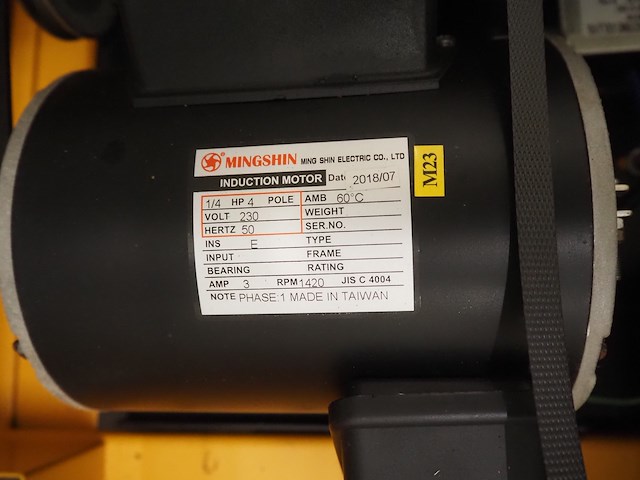 MINGSHIN MING SHIN ELECTRIC CO., LTD
INDUCTION MOTOR Date 2018/07
1/4 HP 4 POLE AMB 60°C
VOLT 230 WEIGHT
HERTZ 50 SER.NO.
INS E TYPE
INPUT FRAME
BEARING RATING
AMP 3 RPM 1420 JIS C 4004
NOTE PHASE:1 MADE IN TAIWAN
M23